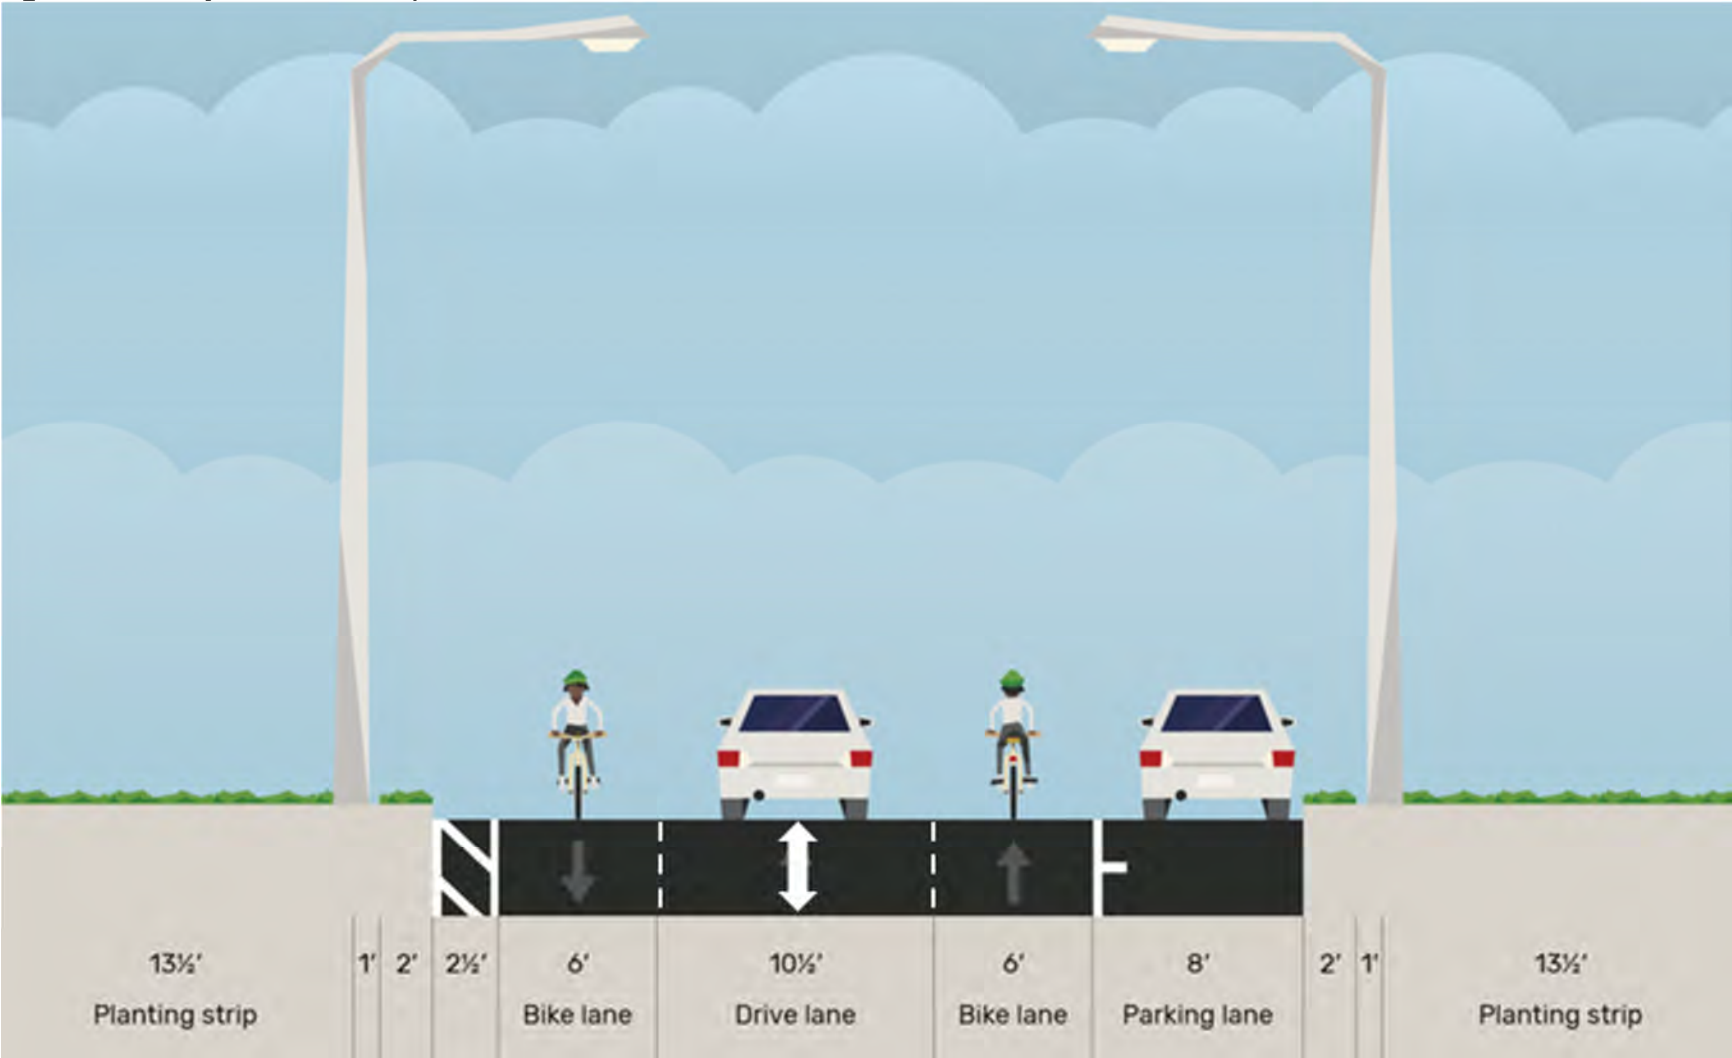 13½' 1' 2' 2½' 6' 10½' 6' 8' 2' 1' 13½'
Planting strip Bike lane Drive lane Bike lane Parking lane Planting strip